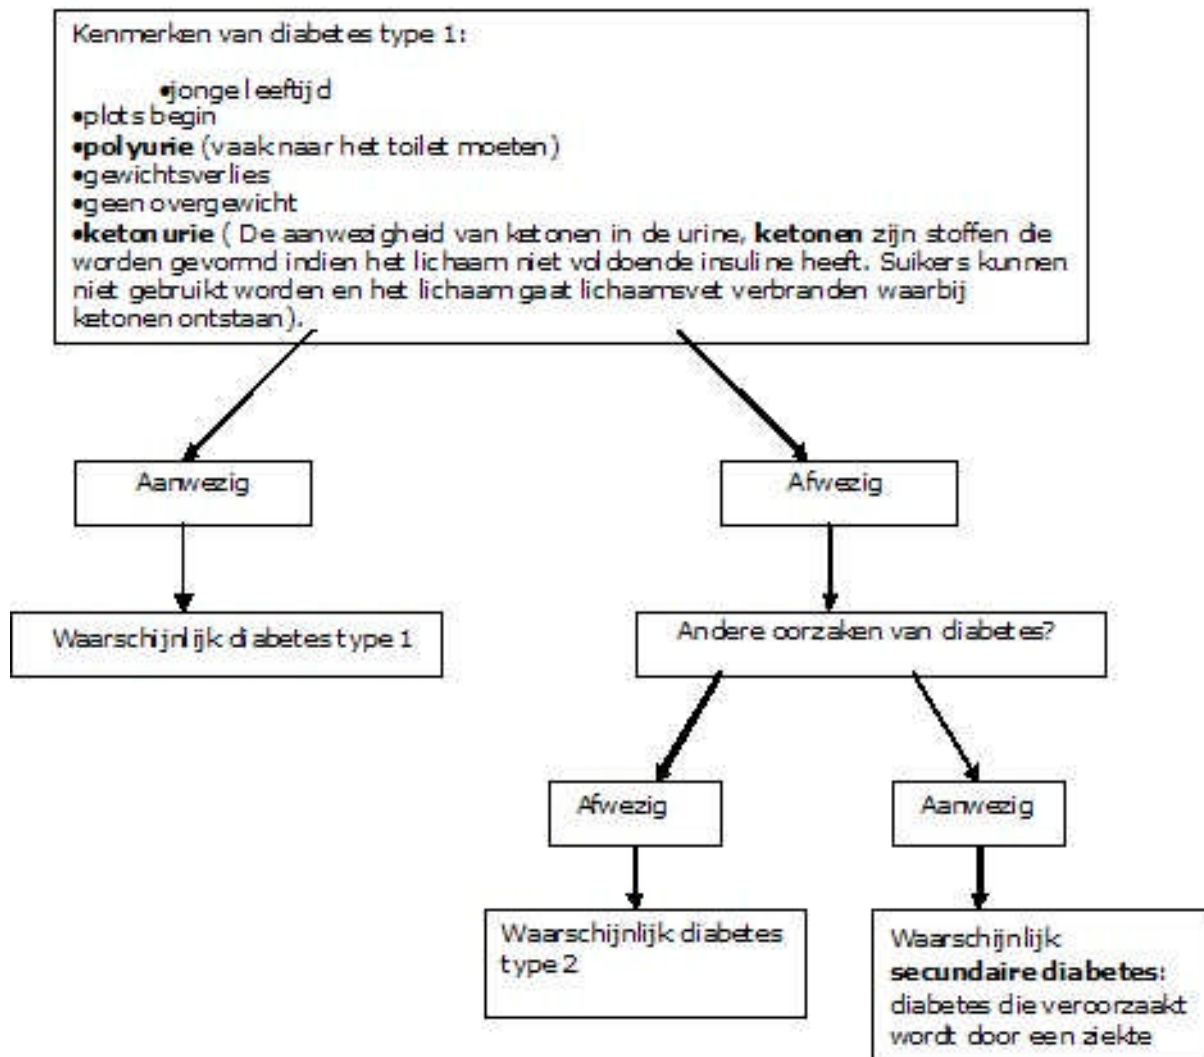 Kenmerken van diabetes type 1:
•jonge leeftijd
•plots begin
•polyurie (vaak naar het toilet moeten)
•gewichtsverlies
•geen overgewicht
•ketonurie ( De aanwezigheid van ketonen in de urine, ketonen zijn stoffen die
worden gevormd indien het lichaam niet voldoende insuline heeft. Suikers kunnen
niet gebruikt worden en het lichaam gaat lichaamsvet verbranden waarbij
ketonen ontstaan).
Aanwezig
Afwezig
Waarschijnlijk diabetes type 1
Andere oorzaken van diabetes?
Afwezig
Aanwezig
Waarschijnlijk diabetes
type 2
Waarschijnlijk
secundaire diabetes:
diabetes die veroorzaakt
wordt door een ziekte